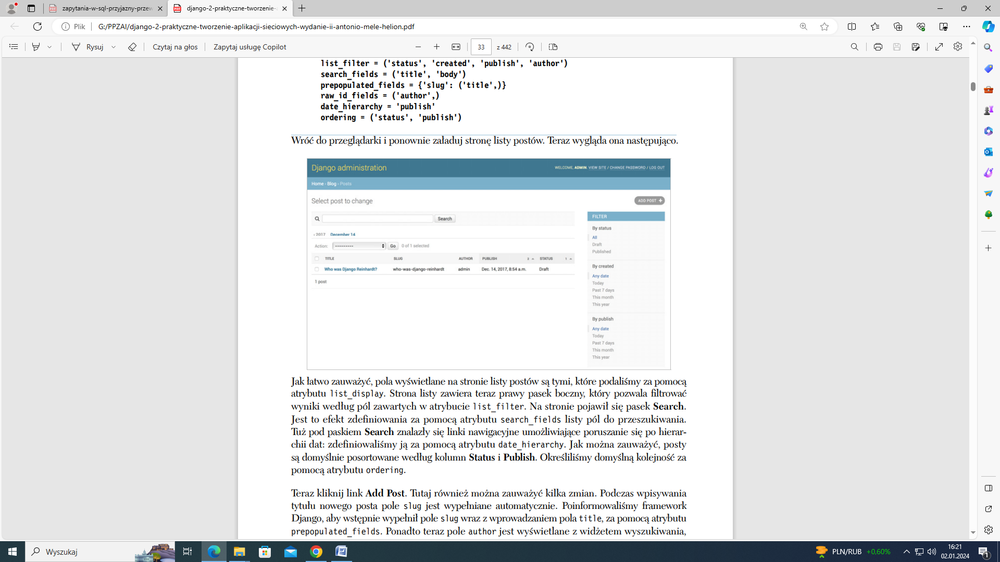 zapytania-w-sql-przyjazny-przew
django-2-praktyczne-tworzenie-a
Plik
G:/PPZAI/django-2-praktyczne-tworzenie-aplikacji-sieciowych-wydanie-ii-antonio-mele-helion.pdf
Rysuj
Czytaj na głos
Zapytaj usługę Copilot
33
z 442
list_filter = ('status', 'created', 'publish', 'author')
search_fields = ('title', 'body')
prepopulated_fields = {'slug': ('title',)}
raw_id_fields = ('author',)
date_hierarchy = 'publish'
ordering = ('status', 'publish')
Wróć do przeglądarki i ponownie załaduj stronę listy postów. Teraz wygląda ona następująco.
Django administration
WELCOME, ADMIN. VIEW SITE / CHANGE PASSWORD / LOG OUT
Home › Blog › Posts
Select post to change
ADD POST +
Search
‹ 2017 December 14
Action: --------- Go 0 of 1 selected
TITLE SLUG AUTHOR PUBLISH 2 STATUS 1
Who was Django Reinhardt? who-was-django-reinhardt admin Dec. 14, 2017, 8:54 a.m. Draft
1 post
FILTER
By status
All
Draft
Published
By created
Any date
Today
Past 7 days
This month
This year
By publish
Any date
Today
Past 7 days
This month
This year
Jak łatwo zauważyć, pola wyświetlane na stronie listy postów są tymi, które podaliśmy za pomocą
atrybutu list_display. Strona listy zawiera teraz prawy pasek boczny, który pozwala filtrować
wyniki według pól zawartych w atrybucie list_filter. Na stronie pojawił się pasek Search.
Jest to efekt zdefiniowania za pomocą atrybutu search_fields listy pól do przeszukiwania.
Tuż pod paskiem Search znalazły się linki nawigacyjne umożliwiające poruszanie się po hierar-
chii dat: zdefiniowaliśmy ją za pomocą atrybutu date_hierarchy. Jak można zauważyć, posty
są domyślnie posortowane według kolumn Status i Publish. Określiliśmy domyślną kolejność za
pomocą atrybutu ordering.
Teraz kliknij link Add Post. Tutaj również można zauważyć kilka zmian. Podczas wpisywania
tytułu nowego posta pole slug jest wypełniane automatycznie. Poinformowaliśmy framework
Django, aby wstępnie wypełnił pole slug wraz z wprowadzaniem pola title, za pomocą atrybutu
prepopulated_fields. Ponadto teraz pole author jest wyświetlane z widżetem wyszukiwania,
Wyszukaj
PLN/RUB +0,60%
16:21
02.01.2024
1